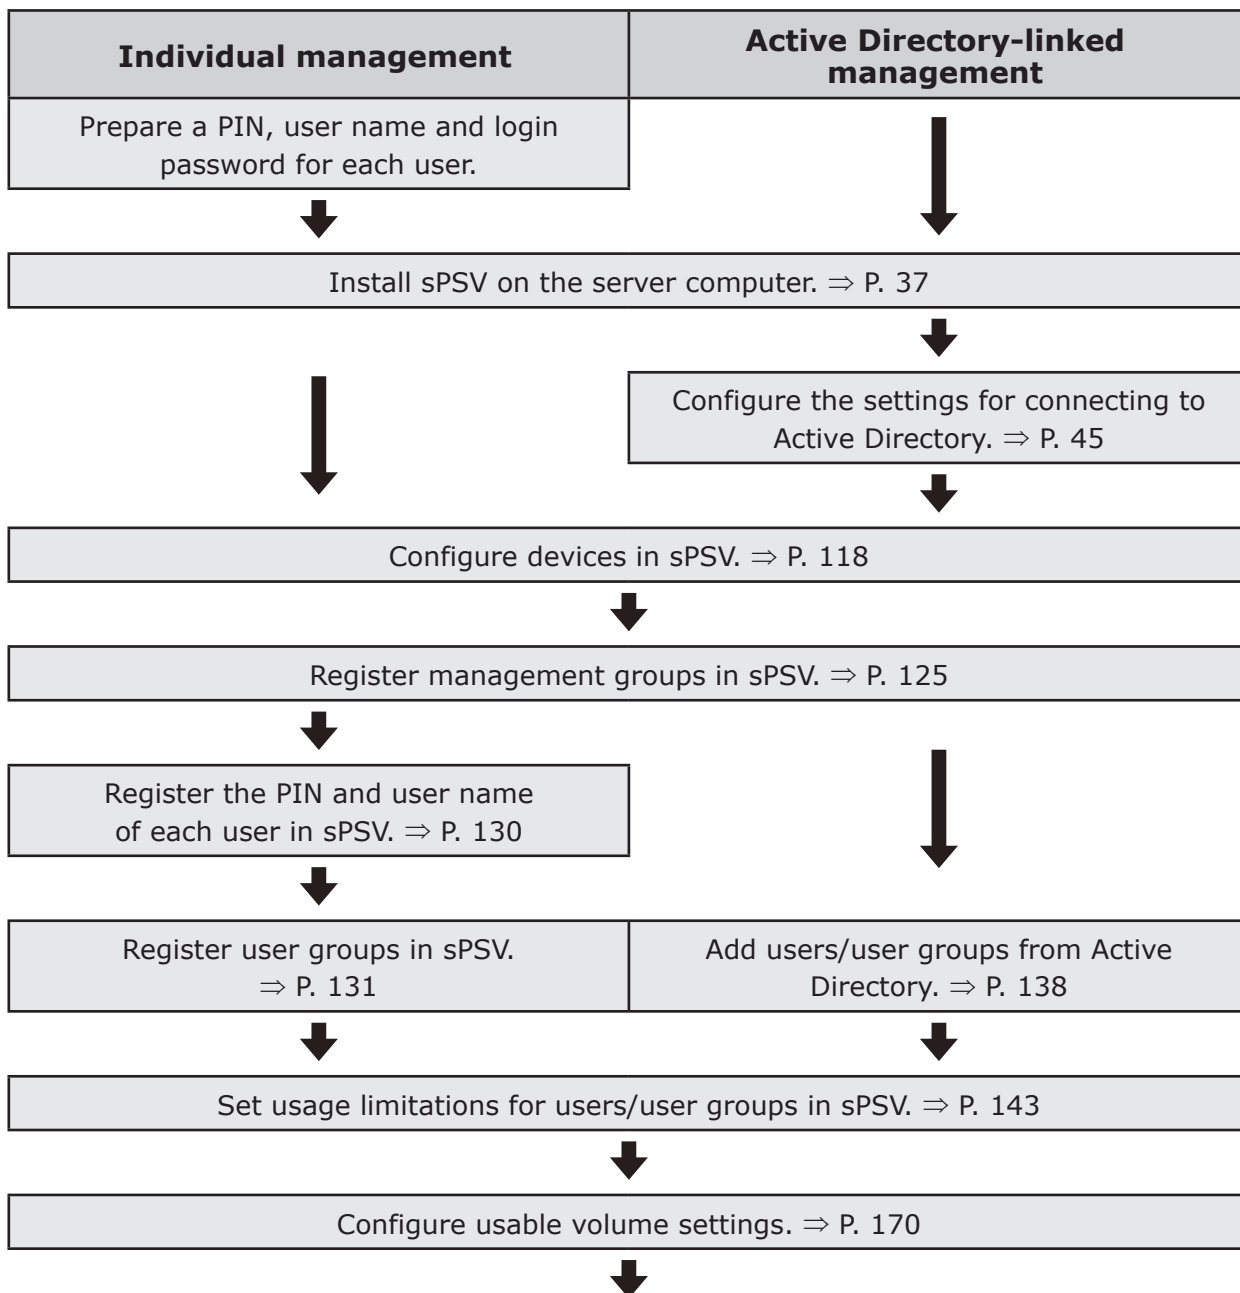 Individual management
Active Directory-linked
management
Prepare a PIN, user name and login
password for each user.
Install sPSV on the server computer. ⇒ P. 37
Configure the settings for connecting to
Active Directory. ⇒ P. 45
Configure devices in sPSV. ⇒ P. 118
Register management groups in sPSV. ⇒ P. 125
Register the PIN and user name
of each user in sPSV. ⇒ P. 130
Register user groups in sPSV.
⇒ P. 131
Add users/user groups from Active
Directory. ⇒ P. 138
Set usage limitations for users/user groups in sPSV. ⇒ P. 143
Configure usable volume settings. ⇒ P. 170